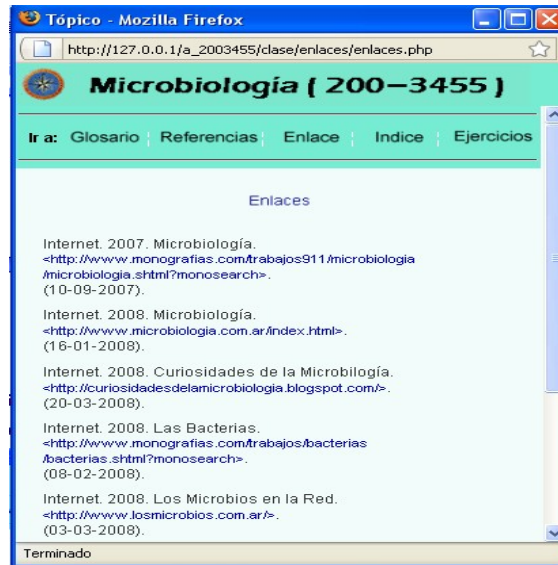 Tópico - Mozilla Firefox
http://127.0.0.1/a_2003455/clase/enlaces/enlaces.php
Microbiología ( 200-3455 )
Ir a: Glosario Referencias Enlace Indice Ejercicios
Enlaces
Internet. 2007. Microbiología.
<http://www.monografias.com/trabajos911/microbiologia
/microbiologia.shtml?monosearch>.
(10-09-2007).
Internet. 2008. Microbiología.
<http://www.microbiologia.com.ar/index.html>.
(16-01-2008).
Internet. 2008. Curiosidades de la Microbilogía.
<http://curiosidadesdelamicrobiologia.blogspot.com/>.
(20-03-2008).
Internet. 2008. Las Bacterias.
<http://www.monografias.com/trabajos/bacterias
/bacterias.shtml?monosearch>.
(08-02-2008).
Internet. 2008. Los Microbios en la Red.
<http://www.losmicrobios.com.ar/>.
(03-03-2008).
Terminado